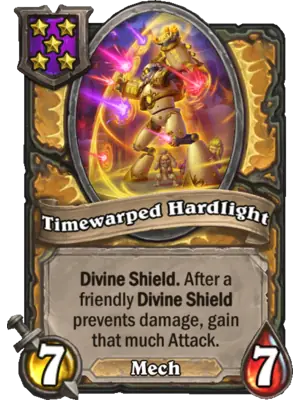 Timewarped Hardlight
Divine Shield. After a
friendly Divine Shield
prevents damage, gain
that much Attack.
7
Mech
7